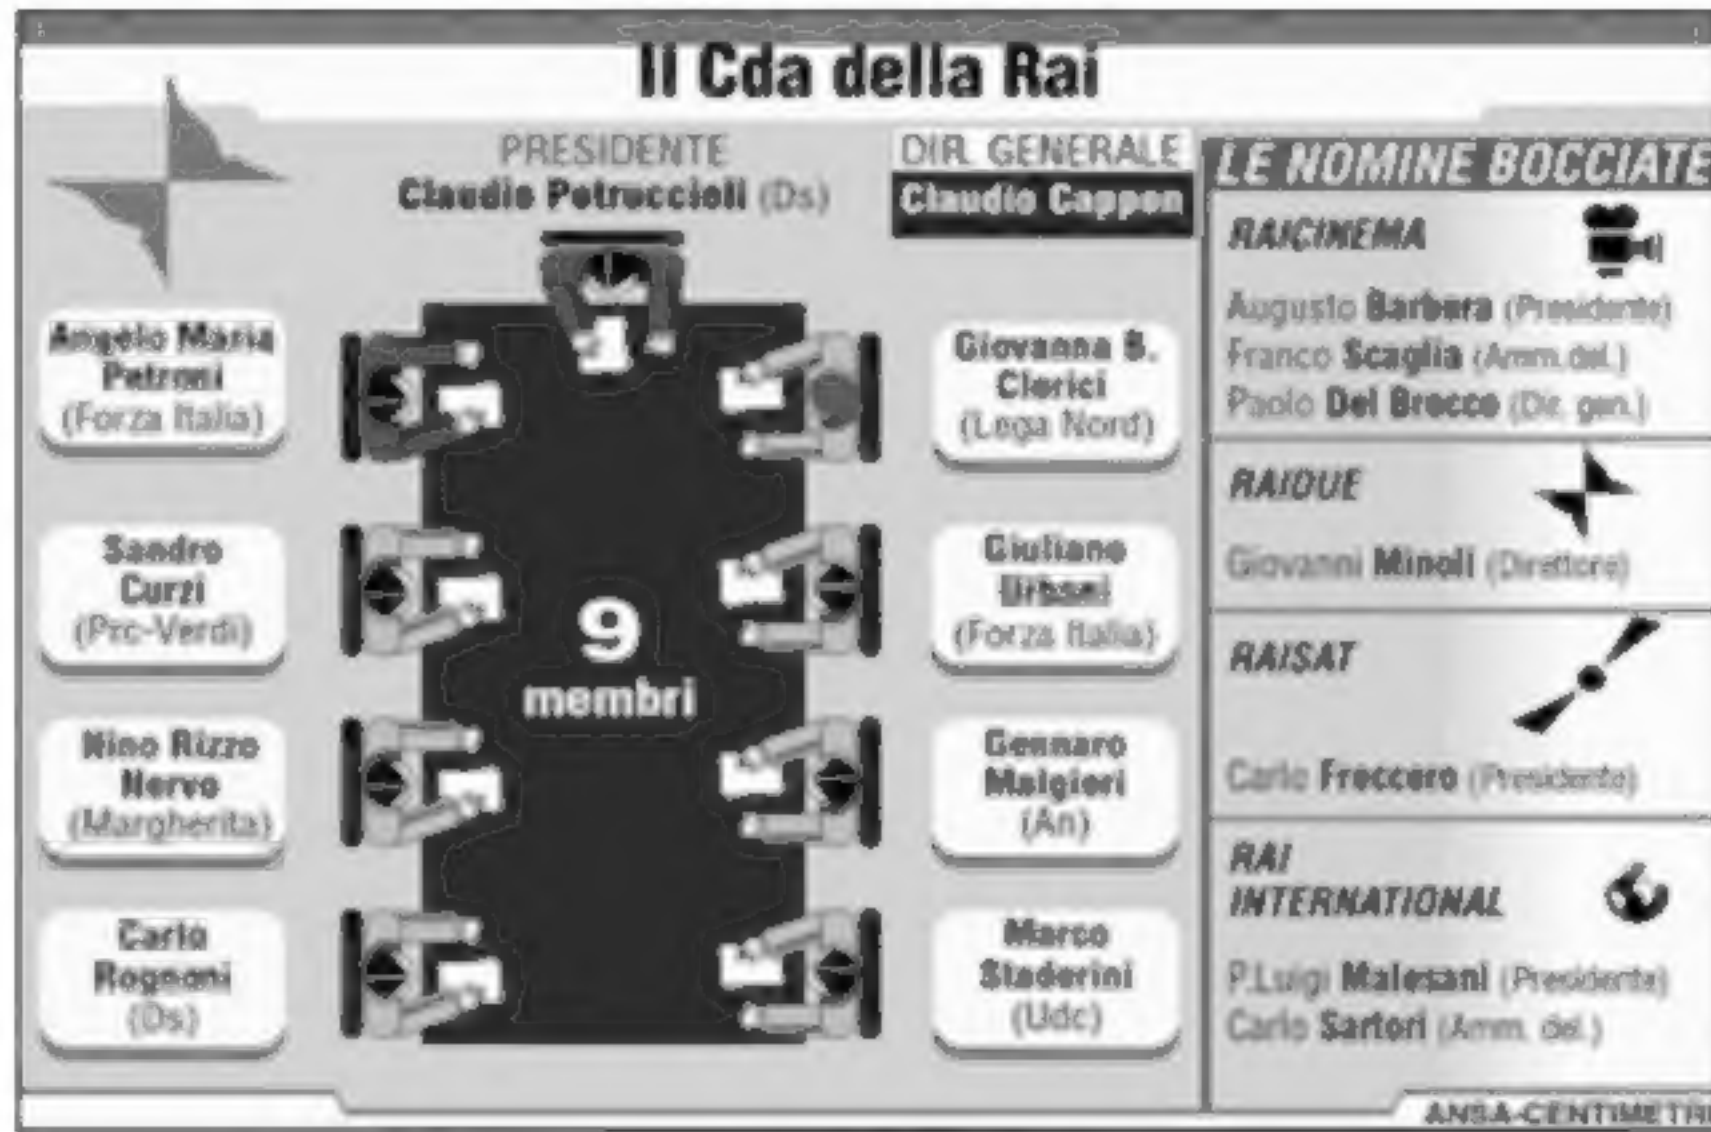 Il Cda della Rai
PRESIDENTE
Claudio Petruccioli (Ds)
DIR. GENERALE
Claudio Cappon
Angelo Maria
Petroni
(Forza Italia)
Sandro
Curzi
(Prc-Verdi)
Nino Rizzo
Nervo
(Margherita)
Carlo
Rognoni
(Ds)
9
membri
Giovanna B.
Clerici
(Lega Nord)
Giuliano
Urbani
(Forza Italia)
Gennaro
Malgieri
(An)
Marco
Staderini
(Udc)
LE NOMINE BOCCIATE
RAICINEMA
Augusto Barbera (Presidente)
Franco Scaglia (Amm.del.)
Paolo Del Brocco (Dir. gen.)
RAIDUE
Giovanni Minoli (Direttore)
RAISAT
Carlo Freccero (Presidente)
RAI
INTERNATIONAL
P.Luigi Malesani (Presidente)
Carlo Sartori (Amm. del.)
ANSA-CENTIMETRI